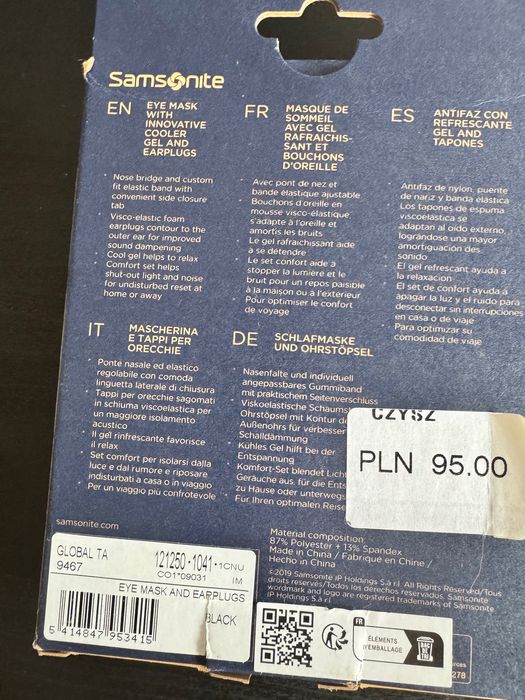 Samsonite
EN
EYE MASK
WITH
INNOVATIVE
COOLER
GEL AND
EARPLUGS
Nose bridge and custom
fit elastic band with
convenient side closure
tab
Visco-elastic foam
earplugs contour to the
outer ear for improved
sound dampening
Cool gel helps to relax
Comfort set helps
shut-out light and noise
for undisturbed reset at
home or away
FR
MASQUE DE
SOMMEIL
AVEC GEL
RAFRAICHIS-
SANT ET
BOUCHONS
D'OREILLE
Avec pont de nez et
bande élastique ajustable
Bouchons d'oreille en
mousse visco-élastique
s'adapte à l'oreille et
amortis les bruits
Le gel rafraichissant aide
à se détendre
Le set confort aide à
stopper la lumière et le
bruit pour un repos paisible
à la maison ou à l'extérieur
Pour optimiser le confort
de voyage
ES
ANTIFAZ CON
REFRESCANTE
GEL AND
TAPONES
Antifaz de nylon, puente
de nariz y banda elástica
Los tapones de espuma
viscoelástica se
adaptan al oído externo
lográndose una mayor
amortiguación des
sonido
El gel refrescant ayuda a
la relaxacion
El set de confort ayuda a
apagar la luz y el ruido para
desconectar sin interrupciones
en casa o de viaje
Para optimizar su
comodidad de viaje
IT
MASCHERINA
E TAPPI PER
ORECCHIE
Ponte nasale ed elastico
regolabile con comoda
linguetta laterale di chiusura
Tappi per orecchie sagomati
in schiuma viscoelastica per
un maggiore isolamento
acustico
Il gel rinfrescante favorisce
il relax
Set comfort per isolarsi dalla
luce e dal rumore e riposare
indisturbati a casa o in viaggio
Per un viaggio più confrotevole
DE
SCHLAFMASKE
UND OHRSTÖPSEL
Nasenfalte und individuell
angepassbares Gummiband
mit praktischem Seitenverschluss
Viskoelastische Schaums
Ohrstöpsel mit Kontur de
Außenohrs für verbesser
Schalldämmung
Kühles Gel hilft bei der
Entspannung
Komfort-Set blendet Lich
Geräusche aus, für die Ent
zu Hause oder unterwegs
Für Ihren optimalen Reise
CZYSZ
PLN 95.00
samsonite.com
Material composition:
87% Polyester + 13% Spandex
Made in China / Fabriqué en Chine /
Hecho in China
©2019 Samsonite IP Holdings S.à r.l. All Rights Reserved/Tous
droits reservés/Todos los derechos reservados. Samsonite
wordmark and logo are registered trademarks of Samsonite
IP Holdings S.à r.l.
GLOBAL TA
9467
121250-1041-1CNU
CO1*09031
IM
EYE MASK AND EARPLUGS
BLACK
5 414847 953415
FR
ÉLÉMENTS
D'EMBALLAGE
BAC
DE
TRI
urces
278